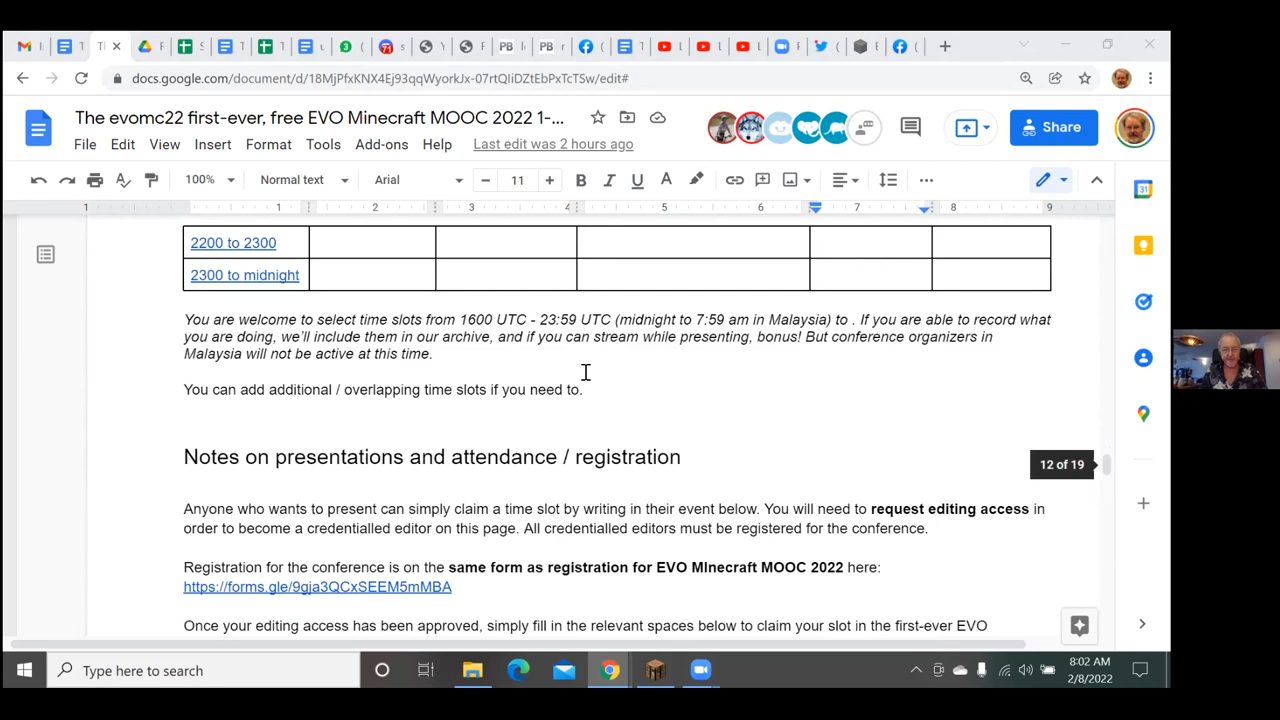 docs.google.com/document/d/18MjPfxKNX4Ej93qqWyorkJx-07rtQIiDZtEbPxTcTSw/edit#
The evomc22 first-ever, free EVO Minecraft MOOC 2022 1-...
Share
File Edit View Insert Format Tools Add-ons Help Last edit was 2 hours ago
100% Normal text Arial 11 B I U A
1 1 2 3 4 5 6 7 8 9
2200 to 2300
2300 to midnight
You are welcome to select time slots from 1600 UTC - 23:59 UTC (midnight to 7:59 am in Malaysia) to . If you are able to record what
you are doing, we'll include them in our archive, and if you can stream while presenting, bonus! But conference organizers in
Malaysia will not be active at this time.
You can add additional / overlapping time slots if you need to.
Notes on presentations and attendance / registration
12 of 19
Anyone who wants to present can simply claim a time slot by writing in their event below. You will need to request editing access in
order to become a credentialled editor on this page. All credentialled editors must be registered for the conference.
Registration for the conference is on the same form as registration for EVO MInecraft MOOC 2022 here:
https://forms.gle/9gja3QCxSEEM5mMBA
Once your editing access has been approved, simply fill in the relevant spaces below to claim your slot in the first-ever EVO
Type here to search
8:02 AM
2/8/2022